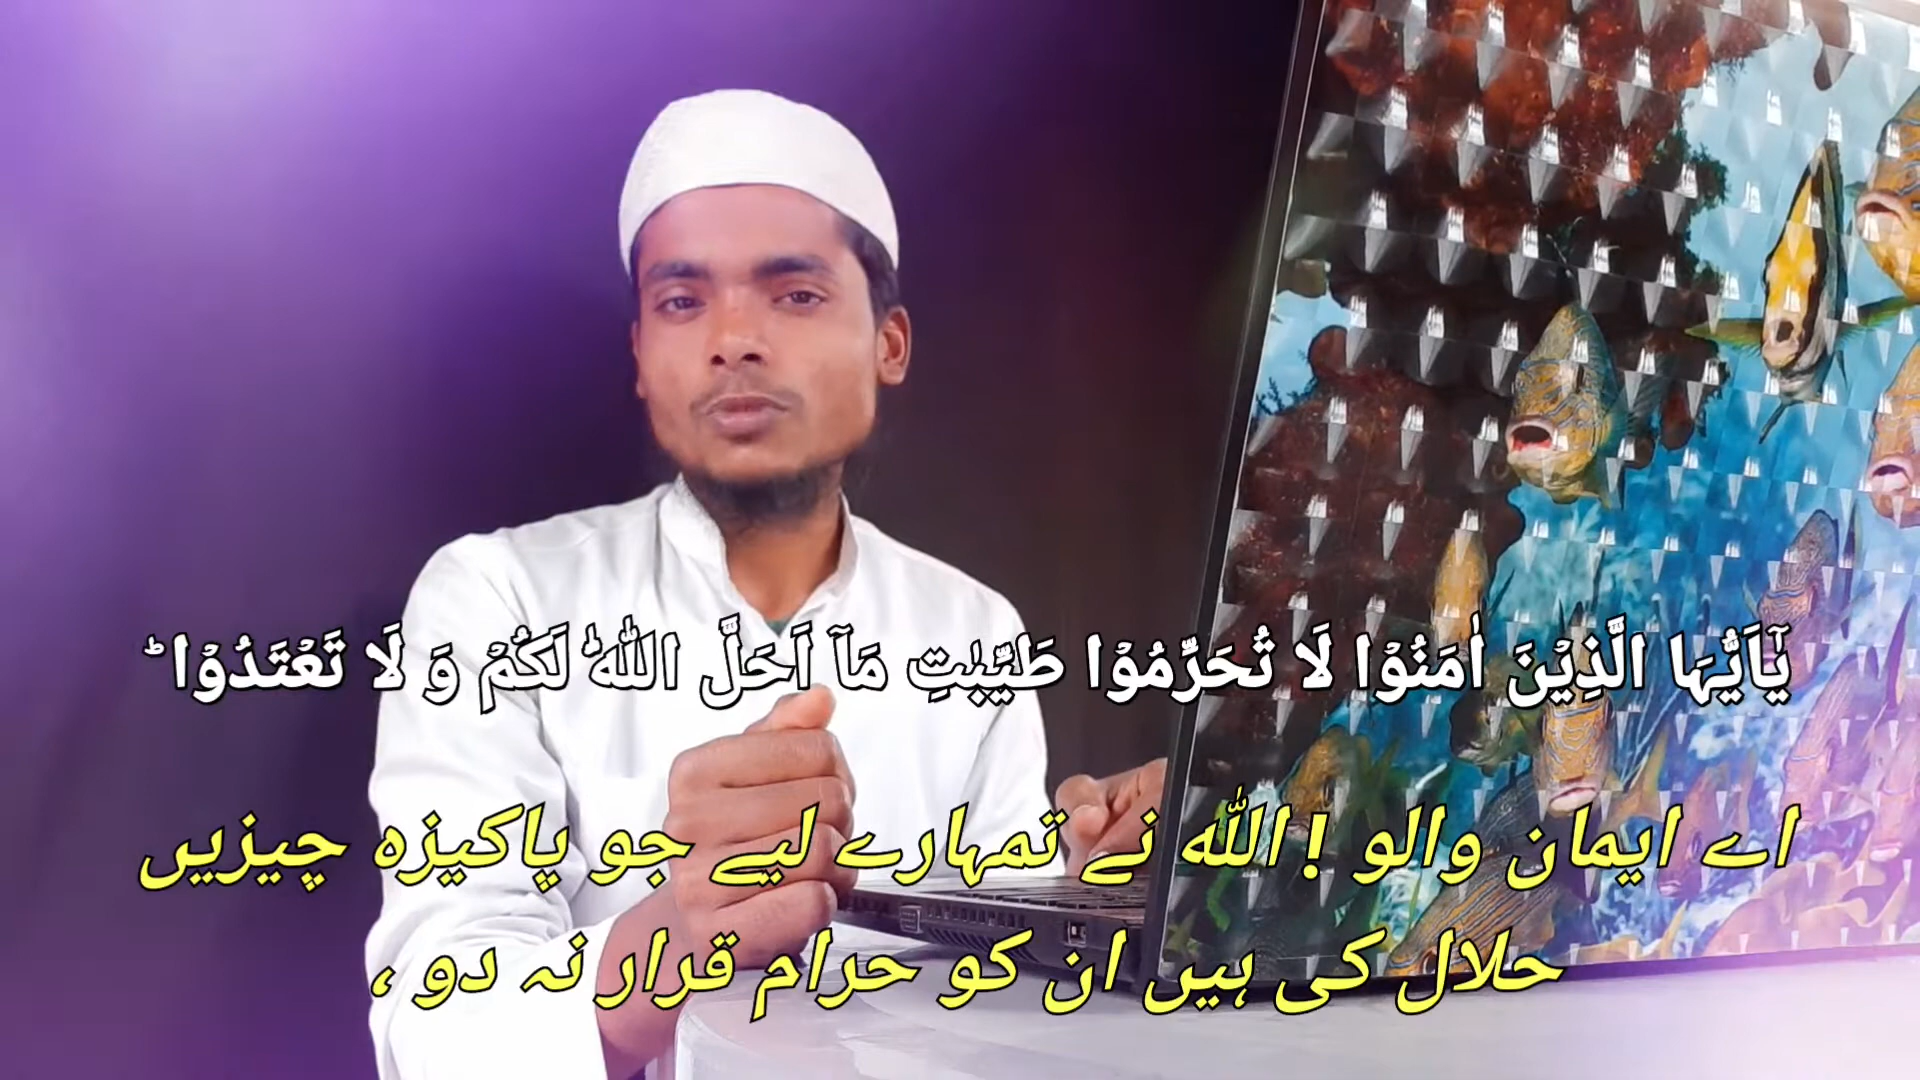 یٰۤاَیُّهَا الَّذِیْنَ اٰمَنُوْا لَا تُحَرِّمُوْا طَیِّبٰتِ مَاۤ اَحَلَّ اللّٰهُ لَكُمْ وَ لَا تَعْتَدُوْاؕ
اے ایمان والو !اللہ نے تمہارے لیے جو پاکیزہ چیزیں
حلال کی ہیں ان کو حرام قرار نہ دو ،